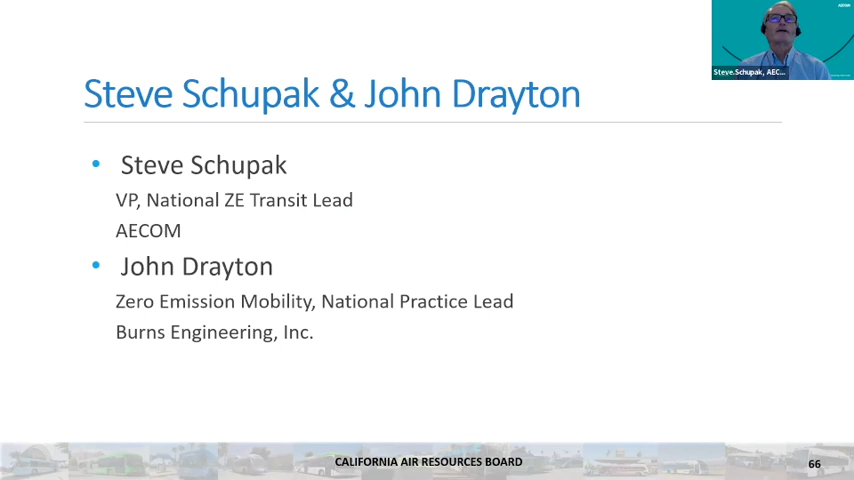 AECOM
Steve.Schupak, AEC...
Steve Schupak & John Drayton
• Steve Schupak
VP, National ZE Transit Lead
AECOM
• John Drayton
Zero Emission Mobility, National Practice Lead
Burns Engineering, Inc.
CALIFORNIA AIR RESOURCES BOARD
66